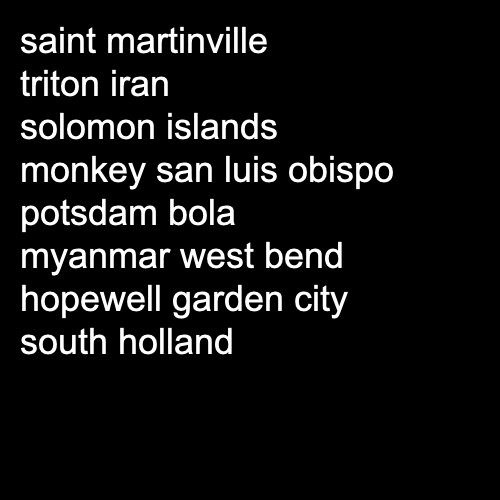 saint martinville
triton iran
solomon islands
monkey san luis obispo
potsdam bola
myanmar west bend
hopewell garden city
south holland